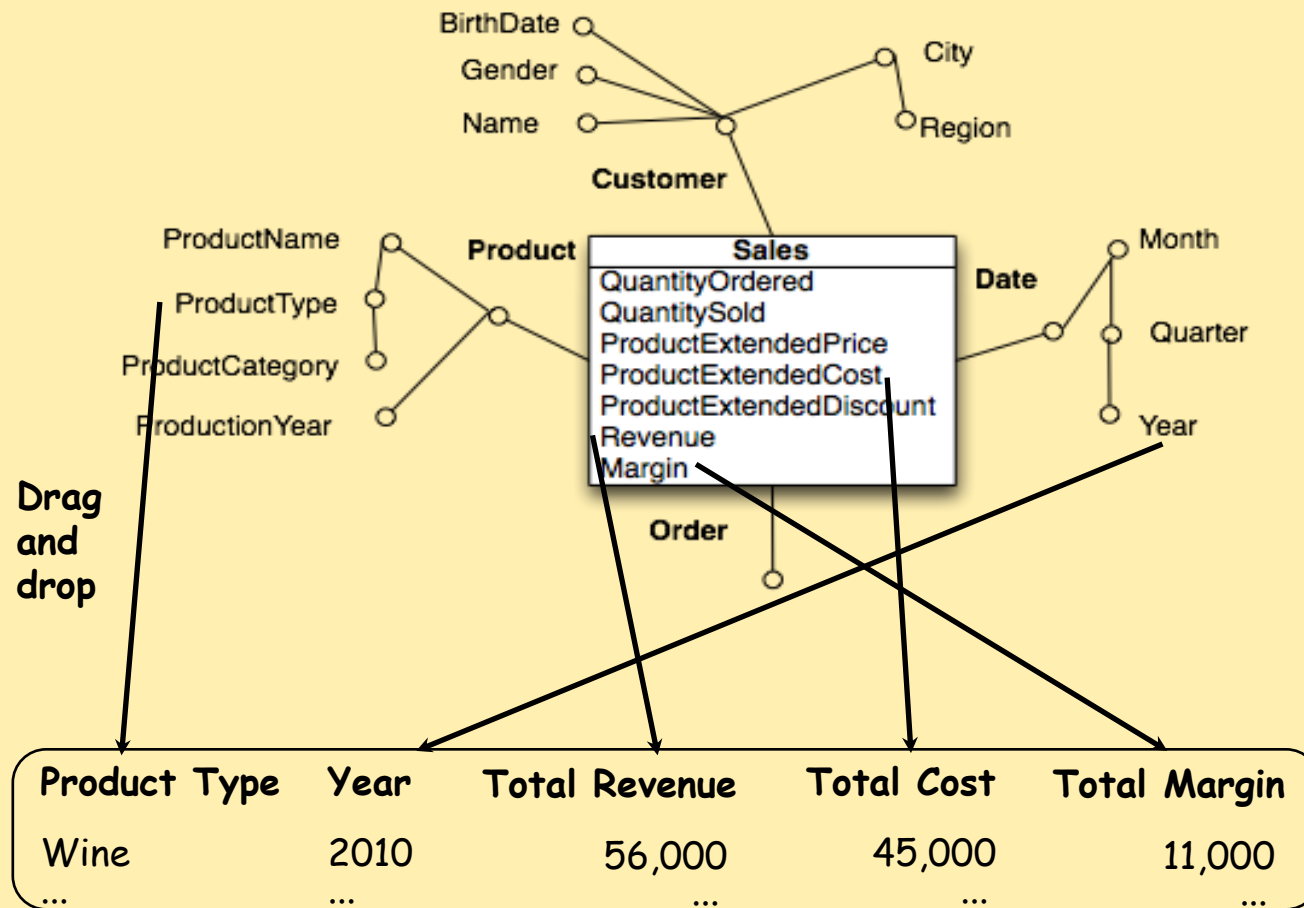 BirthDate
Gender
Name
City
Region
Customer
ProductName
ProductType
ProductCategory
ProductionYear
Product
Sales
QuantityOrdered
QuantitySold
ProductExtendedPrice
ProductExtendedCost
ProductExtendedDiscount
Revenue
Margin
Date
Month
Quarter
Year
Order
Drag
and
drop
Product Type Year Total Revenue Total Cost Total Margin
Wine 2010 56,000 45,000 11,000
... ... ... ... ...